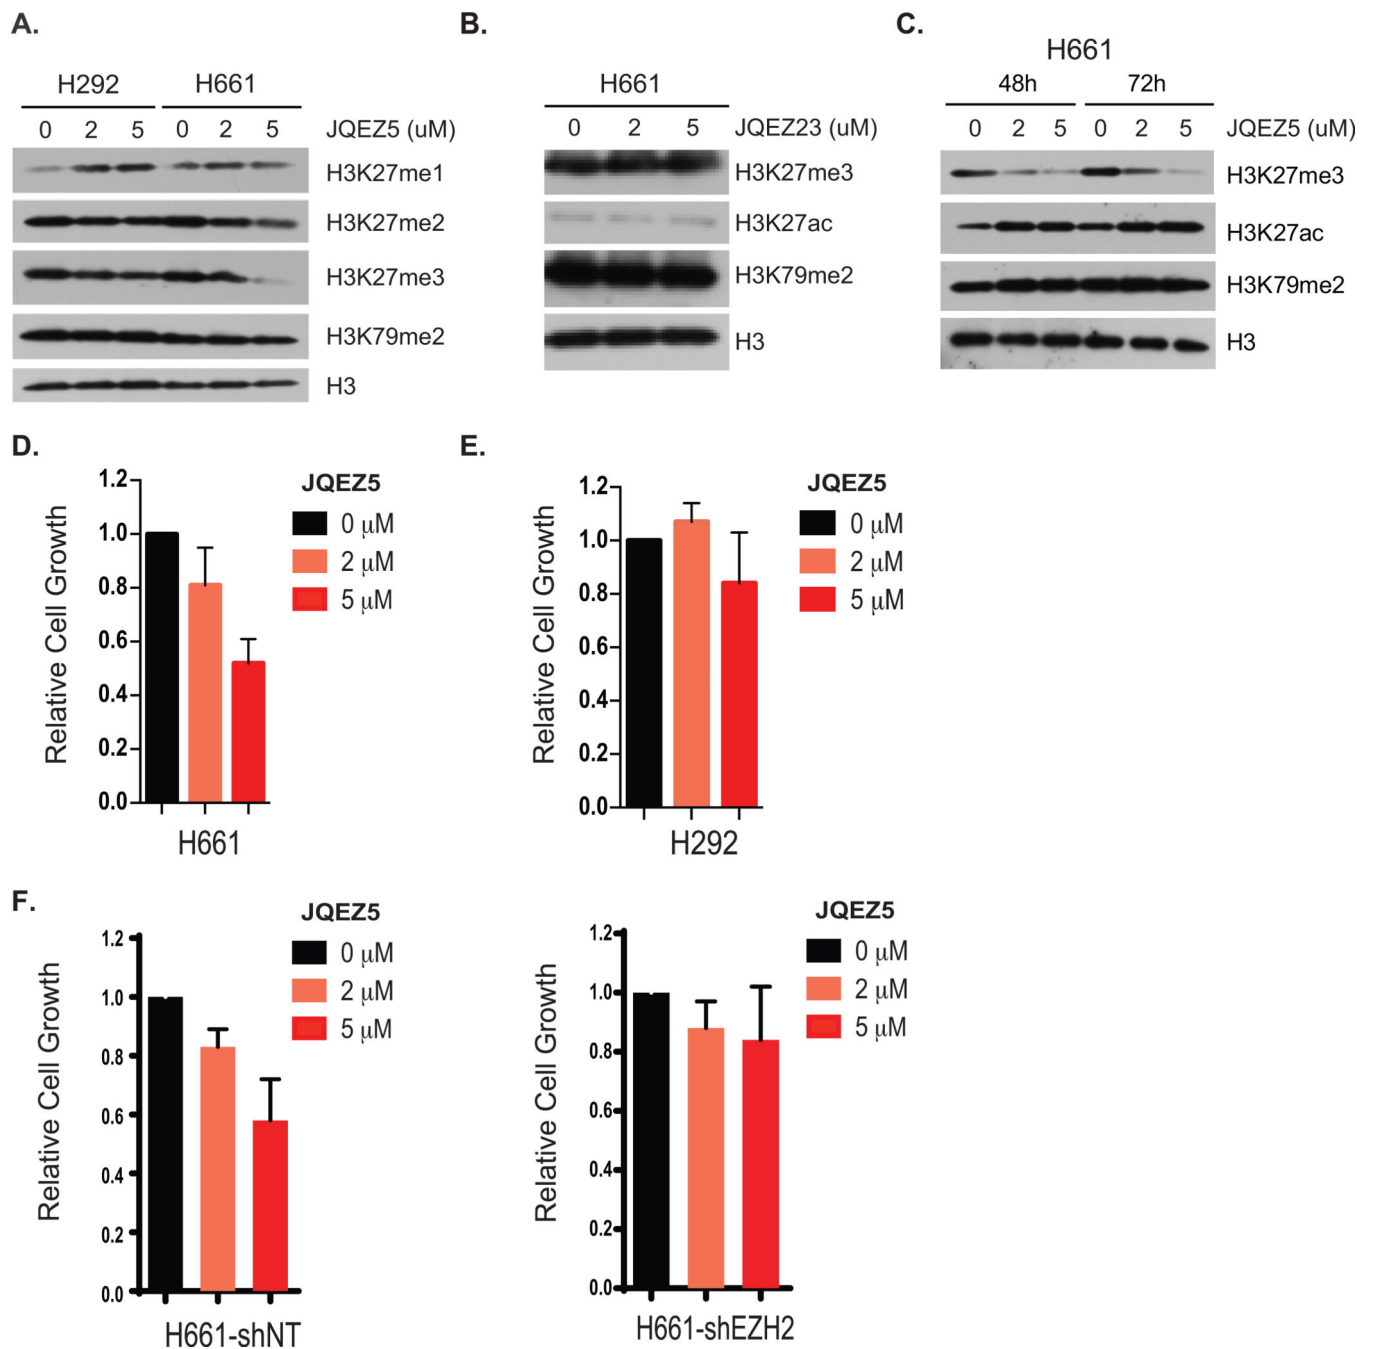 A.
H292 H661
0 2 5 0 2 5 JQEZ5 (uM)
H3K27me1
H3K27me2
H3K27me3
H3K79me2
H3
B.
H661
0 2 5 JQEZ23 (uM)
H3K27me3
H3K27ac
H3K79me2
H3
C.
H661
48h 72h
0 2 5 0 2 5 JQEZ5 (uM)
H3K27me3
H3K27ac
H3K79me2
H3
D.
Relative Cell Growth
1.2
1.0
0.8
0.6
0.4
0.2
0.0
H661
JQEZ5
0 μM
2 μM
5 μM
E.
Relative Cell Growth
1.2
1.0
0.8
0.6
0.4
0.2
0.0
H292
JQEZ5
0 μM
2 μM
5 μM
F.
Relative Cell Growth
1.2
1.0
0.8
0.6
0.4
0.2
0.0
H661-shNT
JQEZ5
0 μM
2 μM
5 μM
Relative Cell Growth
1.2
1.0
0.8
0.6
0.4
0.2
0.0
H661-shEZH2
JQEZ5
0 μM
2 μM
5 μM